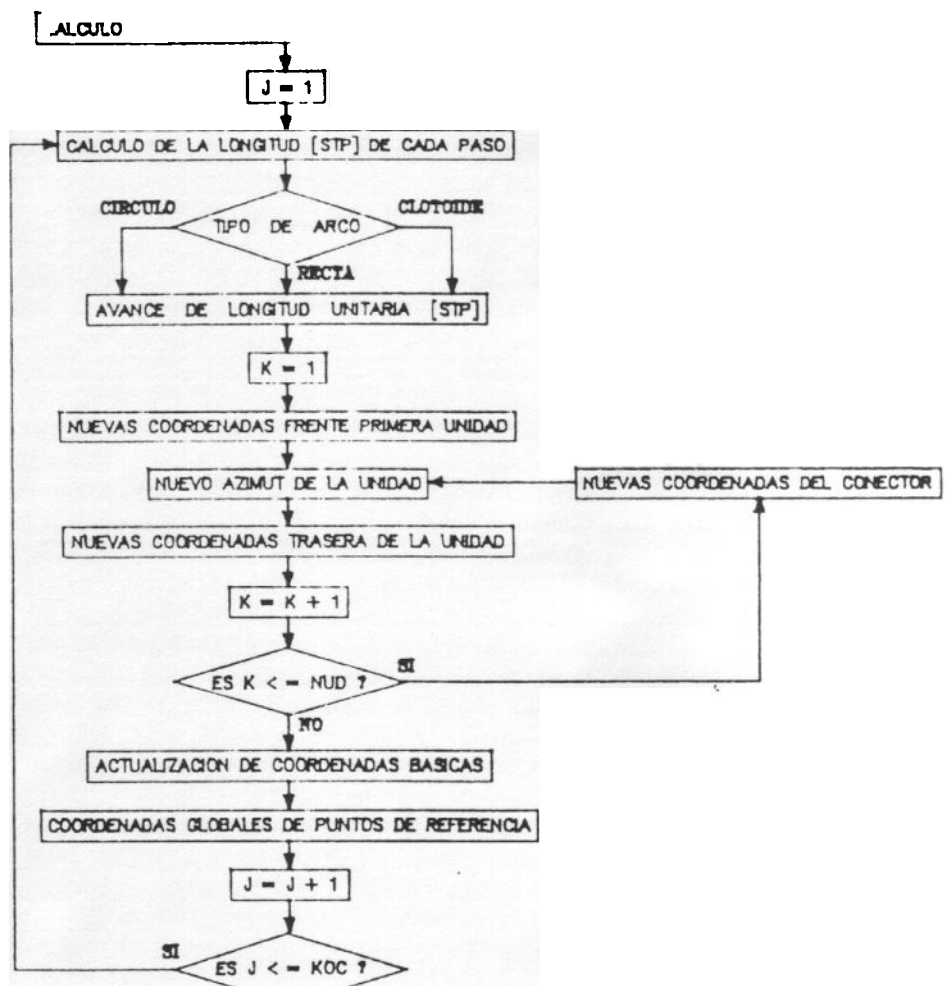 ALCULO
J = 1
CALCULO DE LA LONGITUD [STP] DE CADA PASO
CIRCULO
CLOTOIDE
TIPO DE ARCO
RECTA
AVANCE DE LONGITUD UNITARIA [STP]
K = 1
NUEVAS COORDENADAS FRENTE PRIMERA UNIDAD
NUEVO AZIMUT DE LA UNIDAD
NUEVAS COORDENADAS DEL CONECTOR
NUEVAS COORDENADAS TRASERA DE LA UNIDAD
K = K + 1
SI
ES K <= NUD ?
NO
ACTUALIZACION DE COORDENADAS BASICAS
COORDENADAS GLOBALES DE PUNTOS DE REFERENCIA
J = J + 1
SI
ES J <= KOC ?